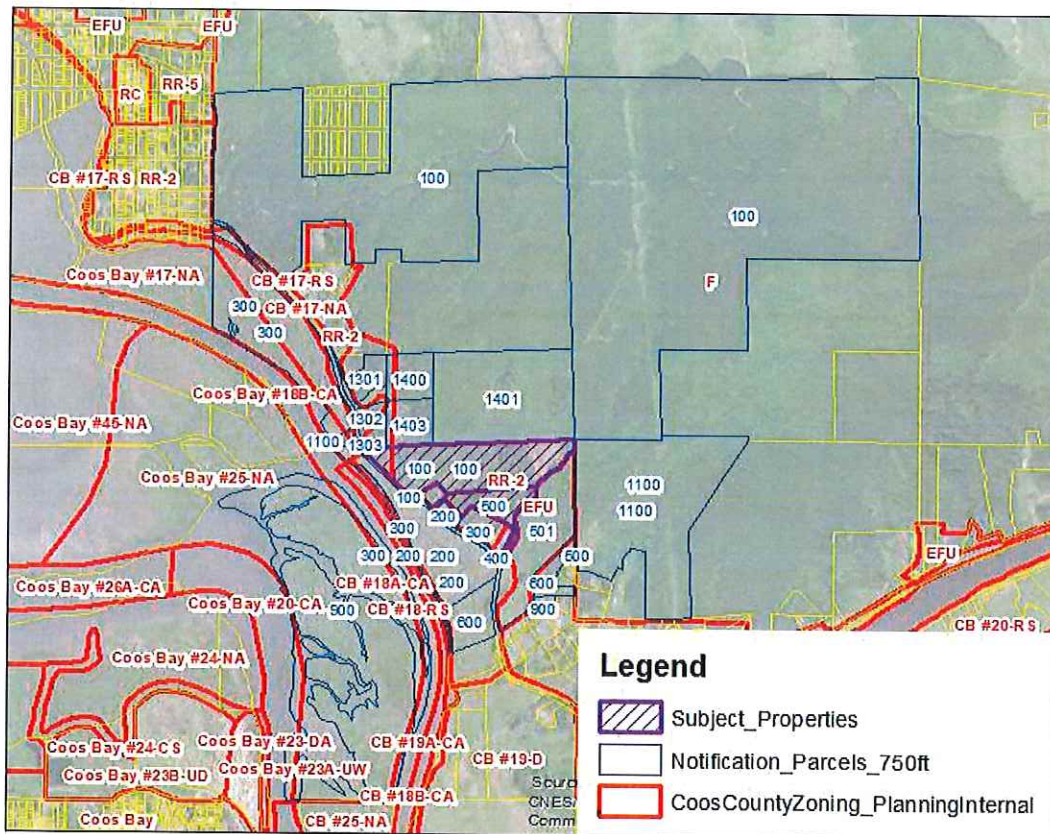 EFU
EFU
RC
RR-5
CB #17-RS
RR-2
100
100
Coos Bay #17-NA
CB #17-RS
F
300
CB #17-NA
300
RR-2
1301
1400
Coos Bay #18B-CA
1401
Coos Bay #45-NA
1302
1403
1100
1303
Coos Bay #25-NA
100
100
RR-2
1100
100
500
EFU
1100
200
300
501
300
400
300
200
200
500
EFU
Coos Bay #26A-CA
CB #18A-CA
200
600
Coos Bay #20-CA
500
CB #18-RS
900
600
CB #20-RS
Coos Bay #24-NA
Coos Bay #24-CS
Coos Bay #23-DA
CB #19A-CA
CB #19-D
Coos Bay #23B-UD
Coos Bay #23A-UW
CB #18B-CA
Coos Bay
CB #25-NA
Legend
Subject_Properties
Notification_Parcels_750ft
CoosCountyZoning_PlanningInternal